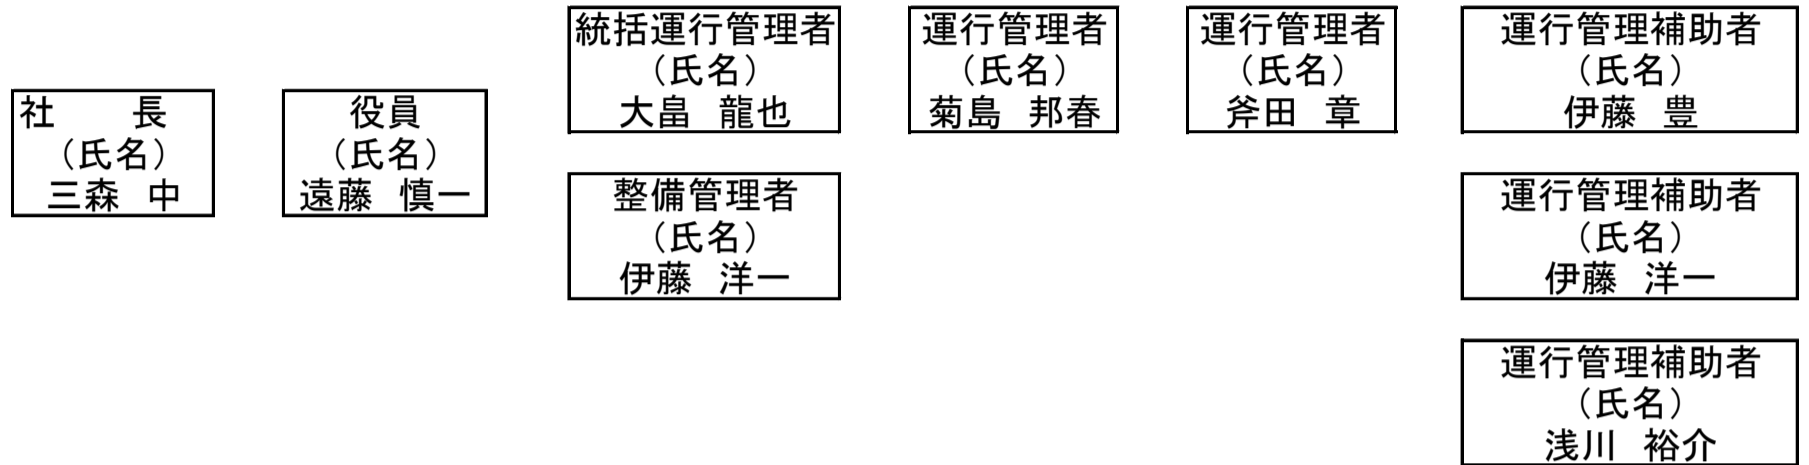 社　　長
（氏名）
三森　中
役員
（氏名）
遠藤　慎一
統括運行管理者
（氏名）
大畠　龍也
整備管理者
（氏名）
伊藤　洋一
運行管理者
（氏名）
菊島　邦春
運行管理者
（氏名）
斧田　章
運行管理補助者
（氏名）
伊藤　豊
運行管理補助者
（氏名）
伊藤　洋一
運行管理補助者
（氏名）
浅川　裕介